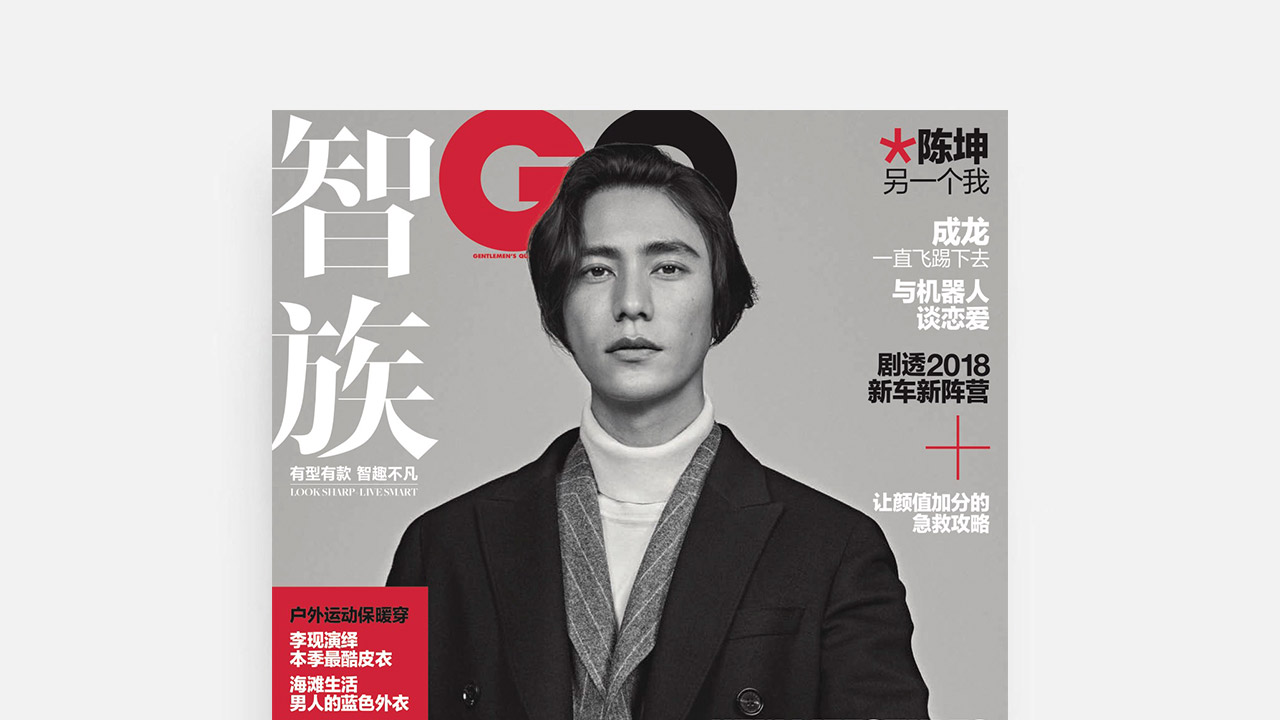 智族
GQ
GENTLEMEN'S
有型有款 智趣不凡
LOOK SHARP LIVE SMART
*陈坤
另一个我
成龙
一直飞踢下去
与机器人
谈恋爱
剧透2018
新车新阵营
+
让颜值加分的
急救攻略
户外运动保暖穿
李现演绎
本季最酷皮衣
海滩生活
男人的蓝色外衣